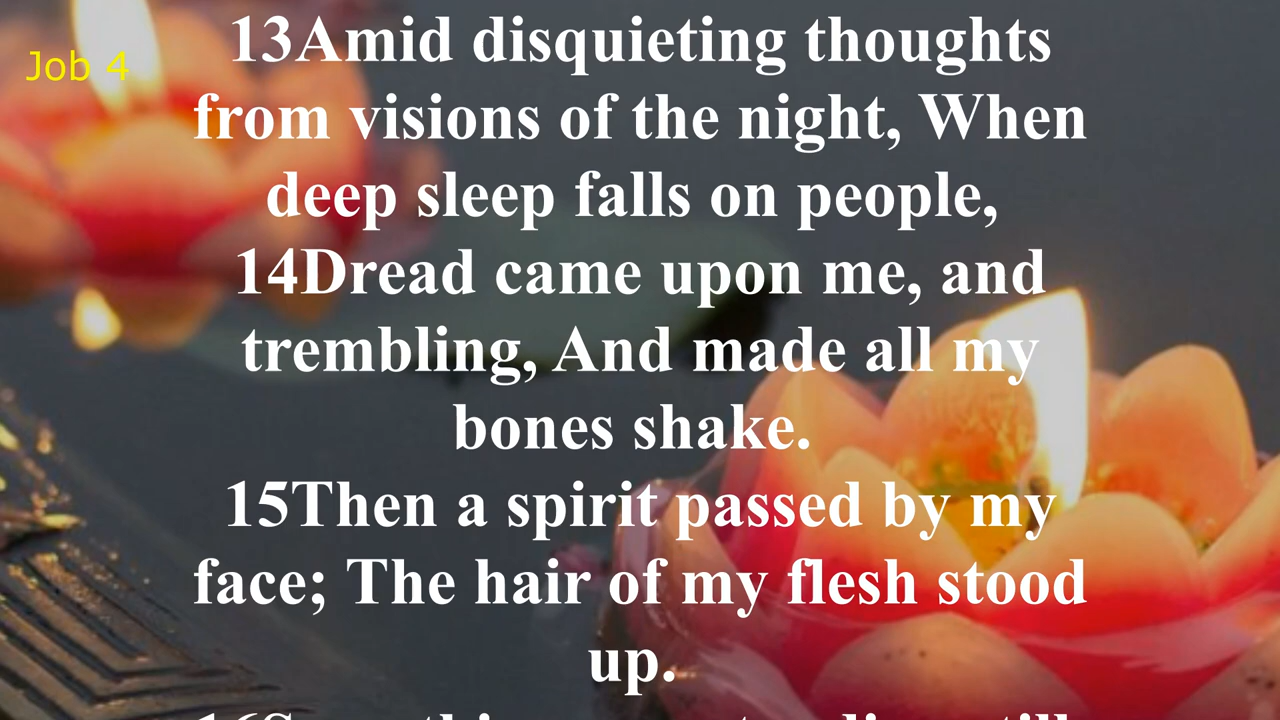 Job 4
13Amid disquieting thoughts
from visions of the night, When
deep sleep falls on people,
14Dread came upon me, and
trembling, And made all my
bones shake.
15Then a spirit passed by my
face; The hair of my flesh stood
up.